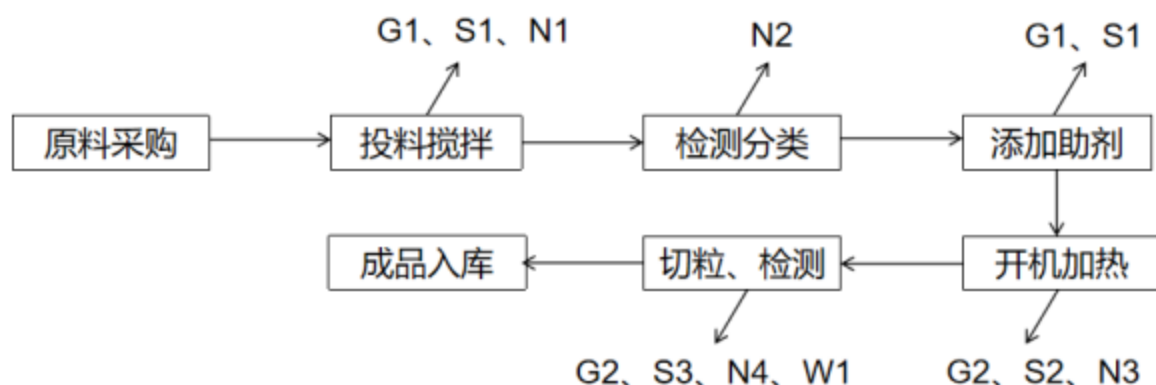 G1、S1、N1
N2
G1、S1
原料采购
投料搅拌
检测分类
添加助剂
成品入库
切粒、检测
开机加热
G2、S3、N4、W1
G2、S2、N3